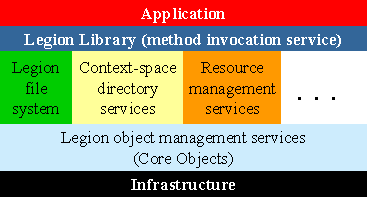 Application
Legion Library (method invocation service)
Legion
file
system
Context-space
directory
services
Resource
management
services
. . .
Legion object management services
(Core Objects)
Infrastructure